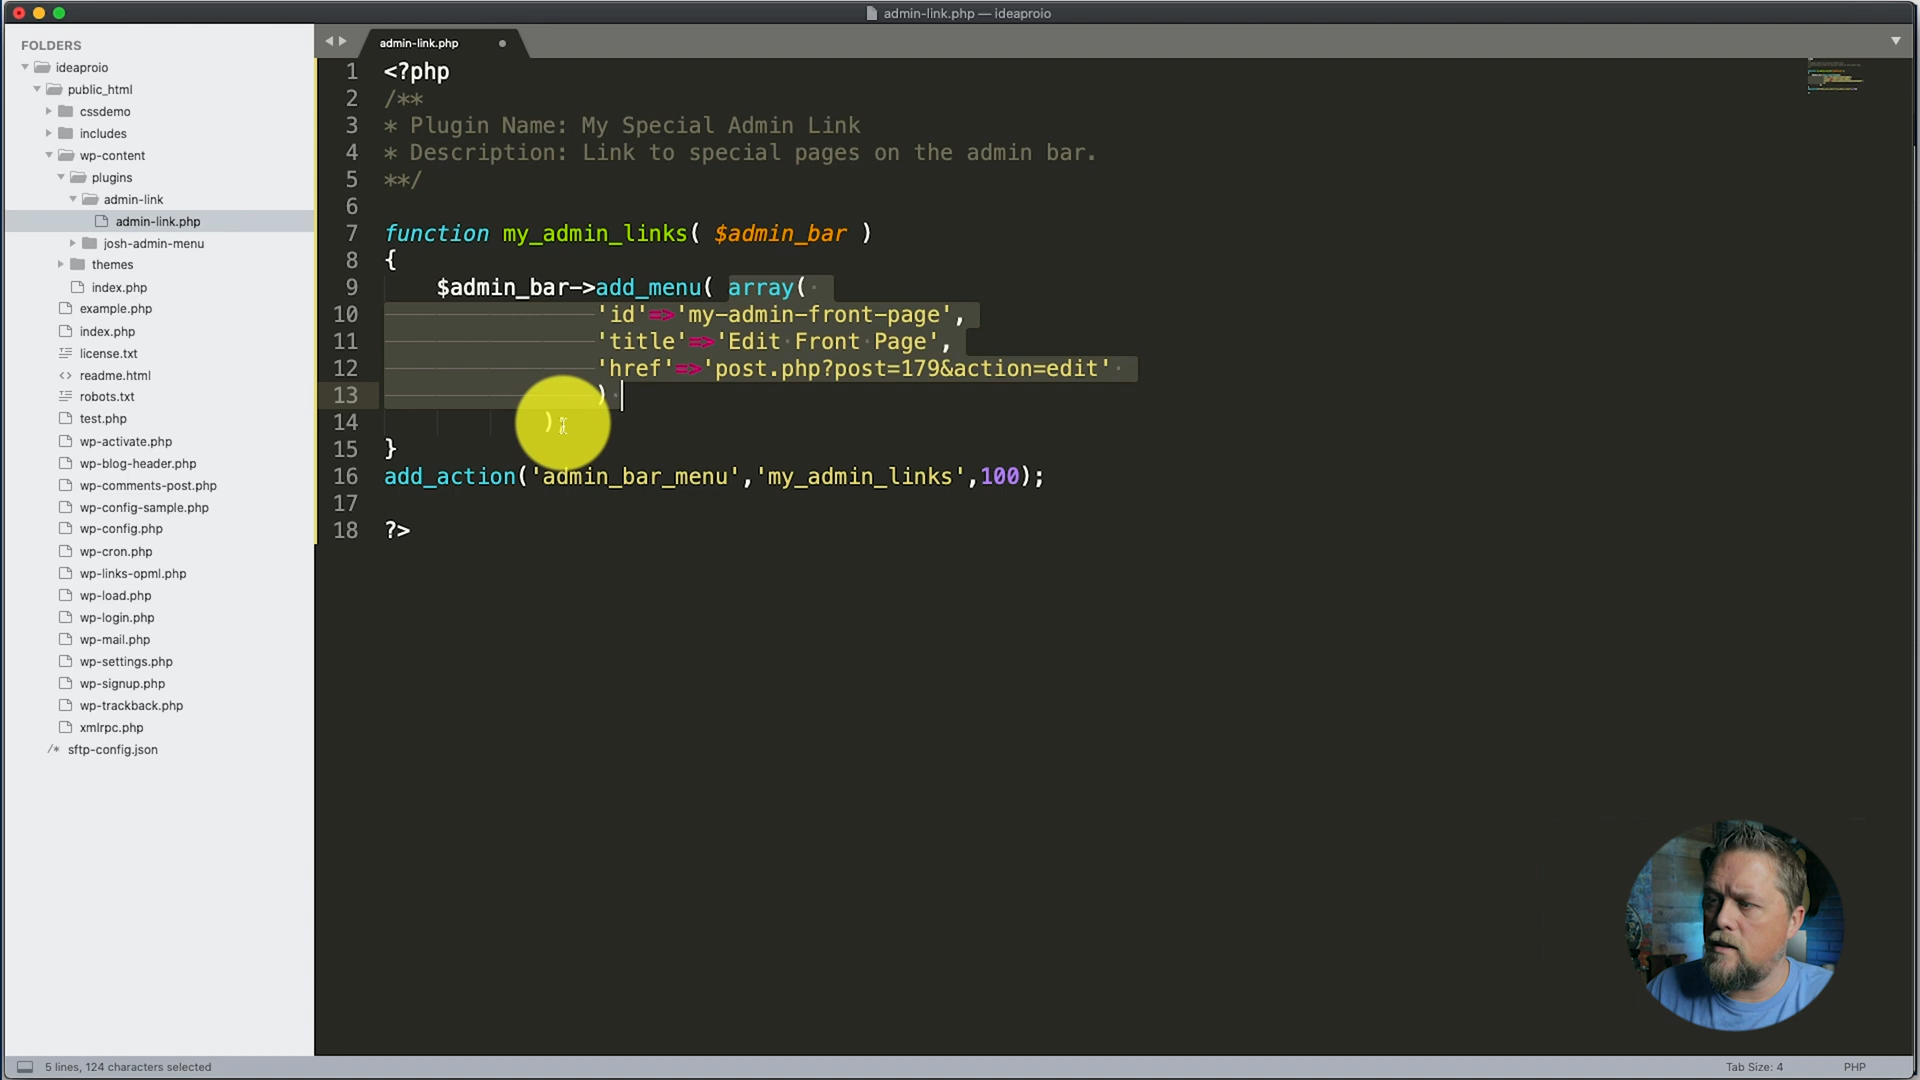 admin-link.php — ideaproio
FOLDERS
ideaproio
public_html
cssdemo
includes
wp-content
plugins
admin-link
admin-link.php
josh-admin-menu
themes
index.php
example.php
index.php
license.txt
<> readme.html
robots.txt
test.php
wp-activate.php
wp-blog-header.php
wp-comments-post.php
wp-config-sample.php
wp-config.php
wp-cron.php
wp-links-opml.php
wp-load.php
wp-login.php
wp-mail.php
wp-settings.php
wp-signup.php
wp-trackback.php
xmlrpc.php
/* sftp-config.json
admin-link.php
1 <?php
2 /**
3 * Plugin Name: My Special Admin Link
4 * Description: Link to special pages on the admin bar.
5 **/
6
7 function my_admin_links( $admin_bar )
8 {
9 $admin_bar->add_menu( array(
10 'id'=>'my-admin-front-page',
11 'title'=>'Edit Front Page',
12 'href'=>'post.php?post=179&action=edit'
13 )
14 );
15 }
16 add_action('admin_bar_menu','my_admin_links',100);
17
18 ?>
5 lines, 124 characters selected
Tab Size: 4
PHP